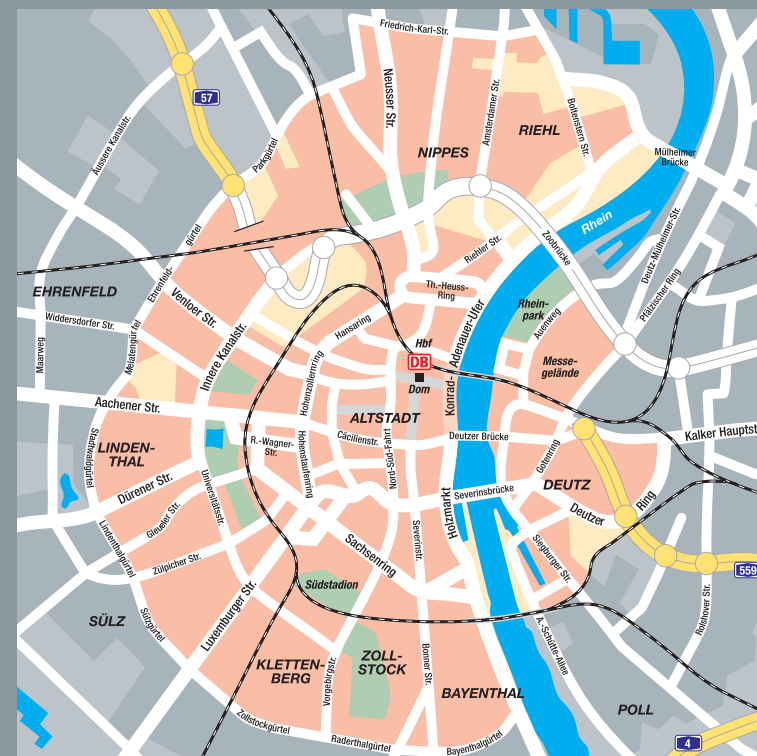 Friedrich-Karl-Str.
57
Äussere Kanalstr.
Parkgürtel
Neusser Str.
Amsterdamer Str.
Boltenstern Str.
RIEHL
NIPPES
Mülheimer
Brücke
Rhein
gürtel
Ehrenfeld-
Riehler Str.
Zoobrücke
Deutz-Mülheimer-Str.
Pfälzischer Ring
EHRENFELD
Venloer Str.
Th.-Heuss-
Ring
Rhein-
park
Auenweg
Widdersdorfer Str.
Maarweg
Melatengürtel
Innere Kanalstr.
Hansaring
Hbf
DB
Dom
Konrad-
Adenauer-Ufer
Messe-
gelände
Hohenzollernring
Aachener Str.
ALTSTADT
Stadtwaldgürtel
LINDEN-
THAL
R.-Wagner-
Str.
Hohenstaufenring
Cäcilienstr.
Nord-Süd-Fahrt
Deutzer Brücke
Kalker Hauptst
Gotenring
Dürener Str.
Universitätsstr.
DEUTZ
Severinsbrücke
Holzmarkt
Deutzer
Ring
Gleueler Str.
Lindenthalgürtel
Zülpicher Str.
Sachsenring
Severinstr.
Siegburger Str.
559
Südstadion
SÜLZ
Sülzgürtel
Luxemburger Str.
Rolshover Str.
A.-Schütte-Allee
KLETTEN-
BERG
Vorgebirgstr.
ZOLL-
STOCK
Bonner Str.
BAYENTHAL
POLL
Zollstockgürtel
Raderthalgürtel
Bayenthalgürtel
4